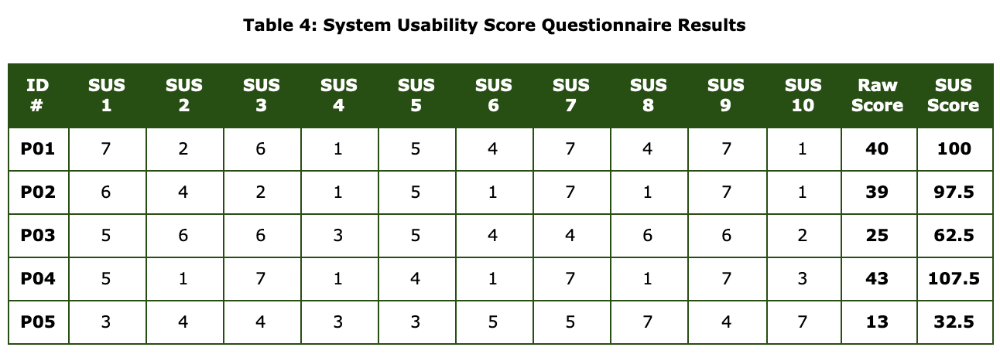 Table 4: System Usability Score Questionnaire Results
ID # SUS 1 SUS 2 SUS 3 SUS 4 SUS 5 SUS 6 SUS 7 SUS 8 SUS 9 SUS 10 Raw Score SUS Score
P01 7 2 6 1 5 4 7 4 7 1 40 100
P02 6 4 2 1 5 1 7 1 7 1 39 97.5
P03 5 6 6 3 5 4 4 6 6 2 25 62.5
P04 5 1 7 1 4 1 7 1 7 3 43 107.5
P05 3 4 4 3 3 5 5 7 4 7 13 32.5